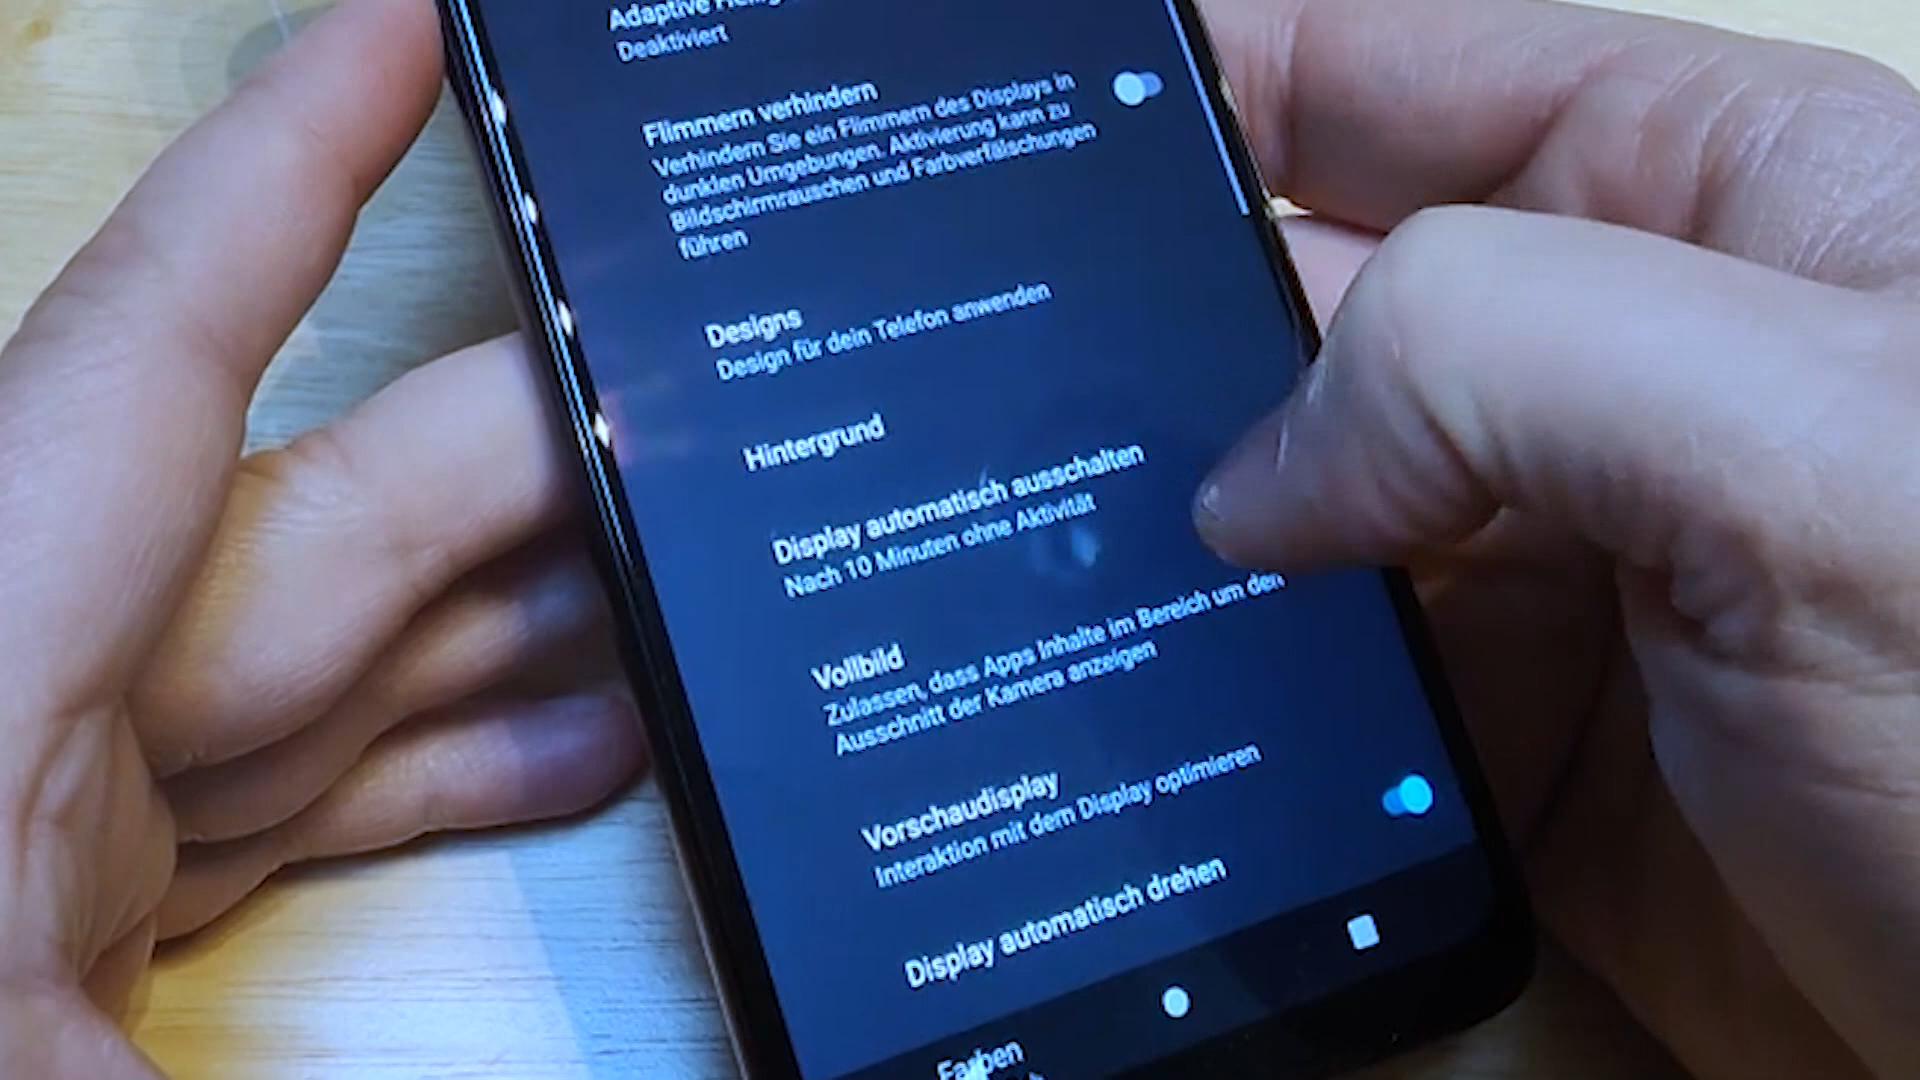 Adaptive
Deaktiviert
Flimmern verhindern
Verhindern Sie ein Flimmern des Displays in
dunklen Umgebungen. Aktivierung kann zu
Bildschirmrauschen und Farbverfälschungen
führen
Designs
Design für dein Telefon anwenden
Hintergrund
Display automatisch ausschalten
Nach 10 Minuten ohne Aktivität
Vollbild
Zulassen, dass Apps Inhalte im Bereich um den
Ausschnitt der Kamera anzeigen
Vorschaudisplay
Interaktion mit dem Display optimieren
Display automatisch drehen
Farben